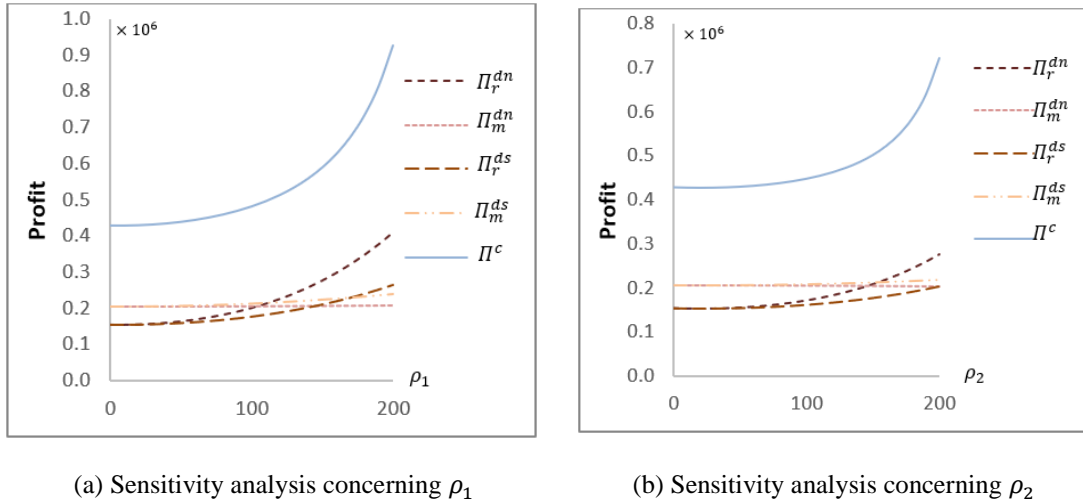 1.0
× 10⁶
0.9
0.8
0.7
0.6
0.5
0.4
0.3
0.2
0.1
0.0
Profit
0
100
200
ρ₁
Π_r^{dn}
Π_m^{dn}
Π_r^{ds}
Π_m^{ds}
Π^c
0.8
× 10⁶
0.7
0.6
0.5
0.4
0.3
0.2
0.1
0.0
Profit
0
100
200
ρ₂
Π_r^{dn}
Π_m^{dn}
Π_r^{ds}
Π_m^{ds}
Π^c
(a) Sensitivity analysis concerning ρ₁
(b) Sensitivity analysis concerning ρ₂